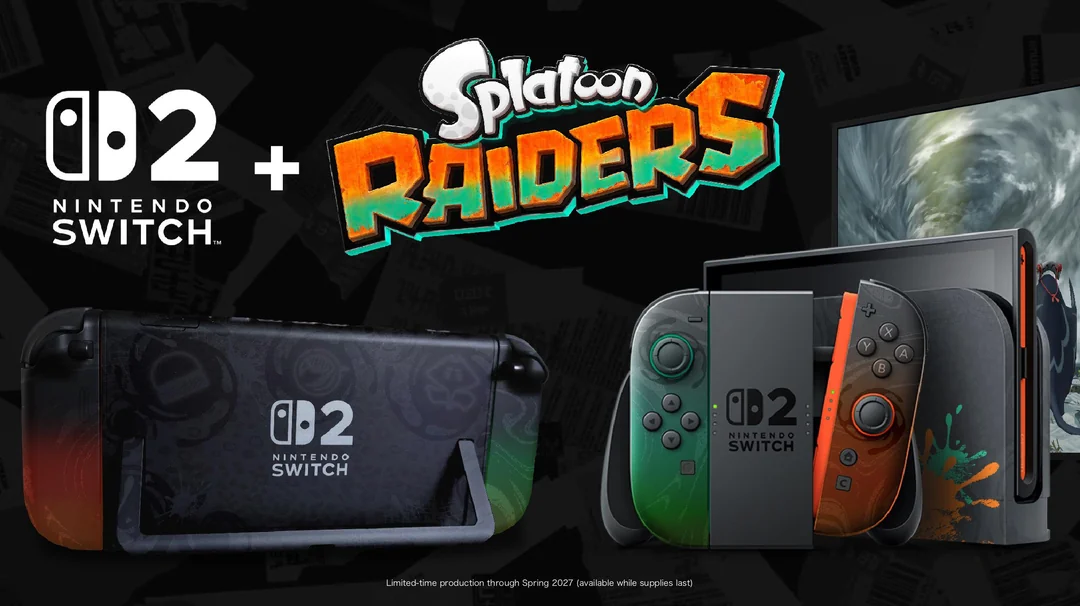 2
NINTENDO
SWITCH™
+
Splatoon
RAIDERS
2
NINTENDO
SWITCH
2
NINTENDO
SWITCH
X
Y
A
B
C
Limited-time production through Spring 2027 (available while supplies last)